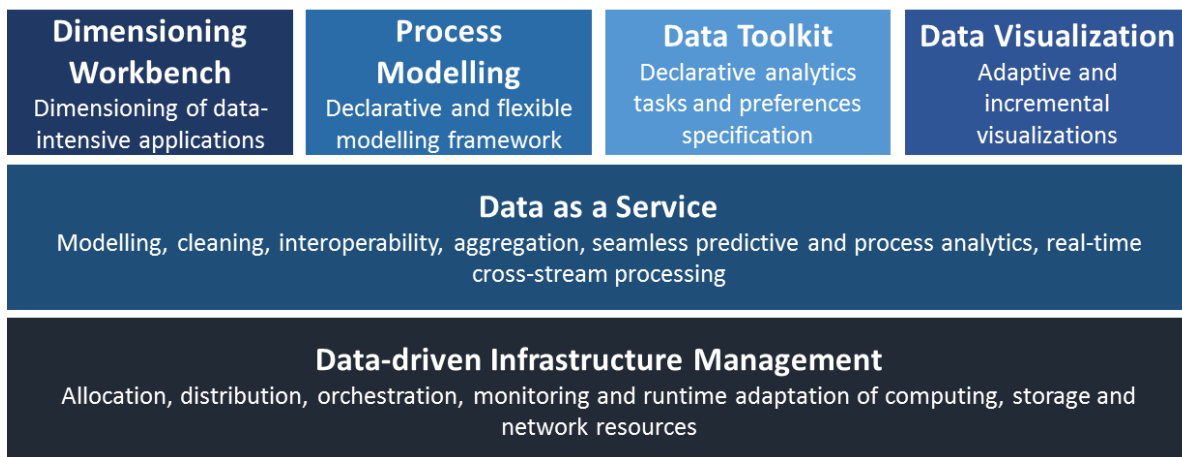 Dimensioning
Workbench
Dimensioning of data-
intensive applications
Process
Modelling
Declarative and flexible
modelling framework
Data Toolkit
Declarative analytics
tasks and preferences
specification
Data Visualization
Adaptive and
incremental
visualizations
Data as a Service
Modelling, cleaning, interoperability, aggregation, seamless predictive and process analytics, real-time
cross-stream processing
Data-driven Infrastructure Management
Allocation, distribution, orchestration, monitoring and runtime adaptation of computing, storage and
network resources